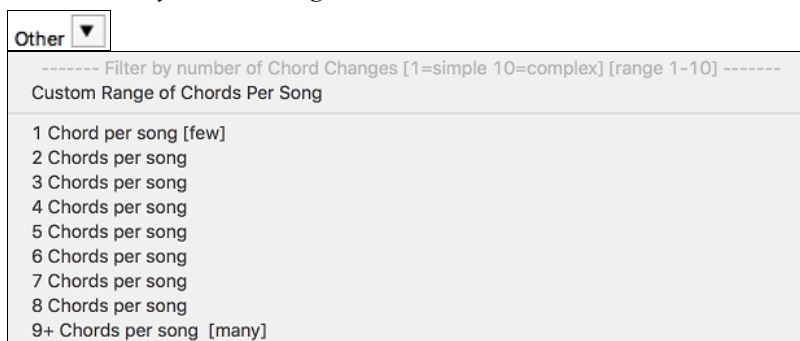 Other ▼
------- Filter by number of Chord Changes [1=simple 10=complex] [range 1-10] -------
Custom Range of Chords Per Song
1 Chord per song [few]
2 Chords per song
3 Chords per song
4 Chords per song
5 Chords per song
6 Chords per song
7 Chords per song
8 Chords per song
9+ Chords per song [many]